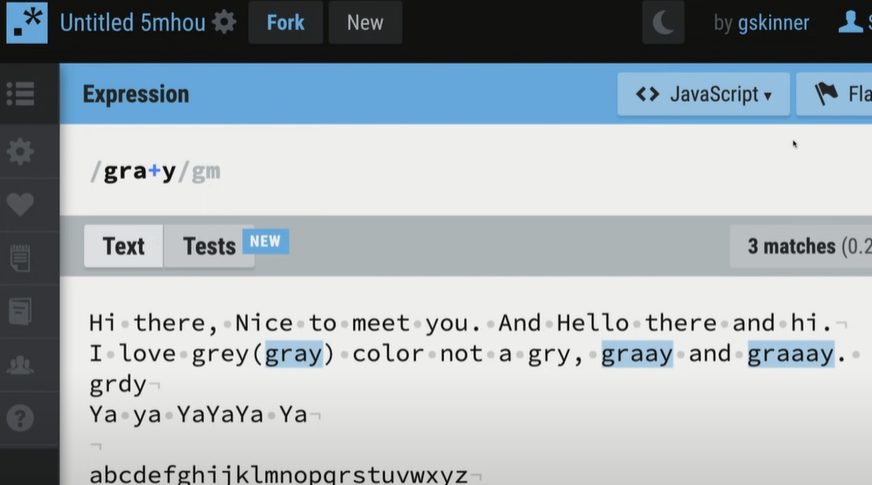 .* Untitled 5mhou Fork New by gskinner
Expression <> JavaScript
/gra+y/gm
Text Tests NEW 3 matches (0.2
Hi there, Nice to meet you. And Hello there and hi.
I love grey(gray) color not a gry, graay and graaay.
grdy
Ya ya YaYaYa Ya
abcdefghijklmnopqrstuvwxyz